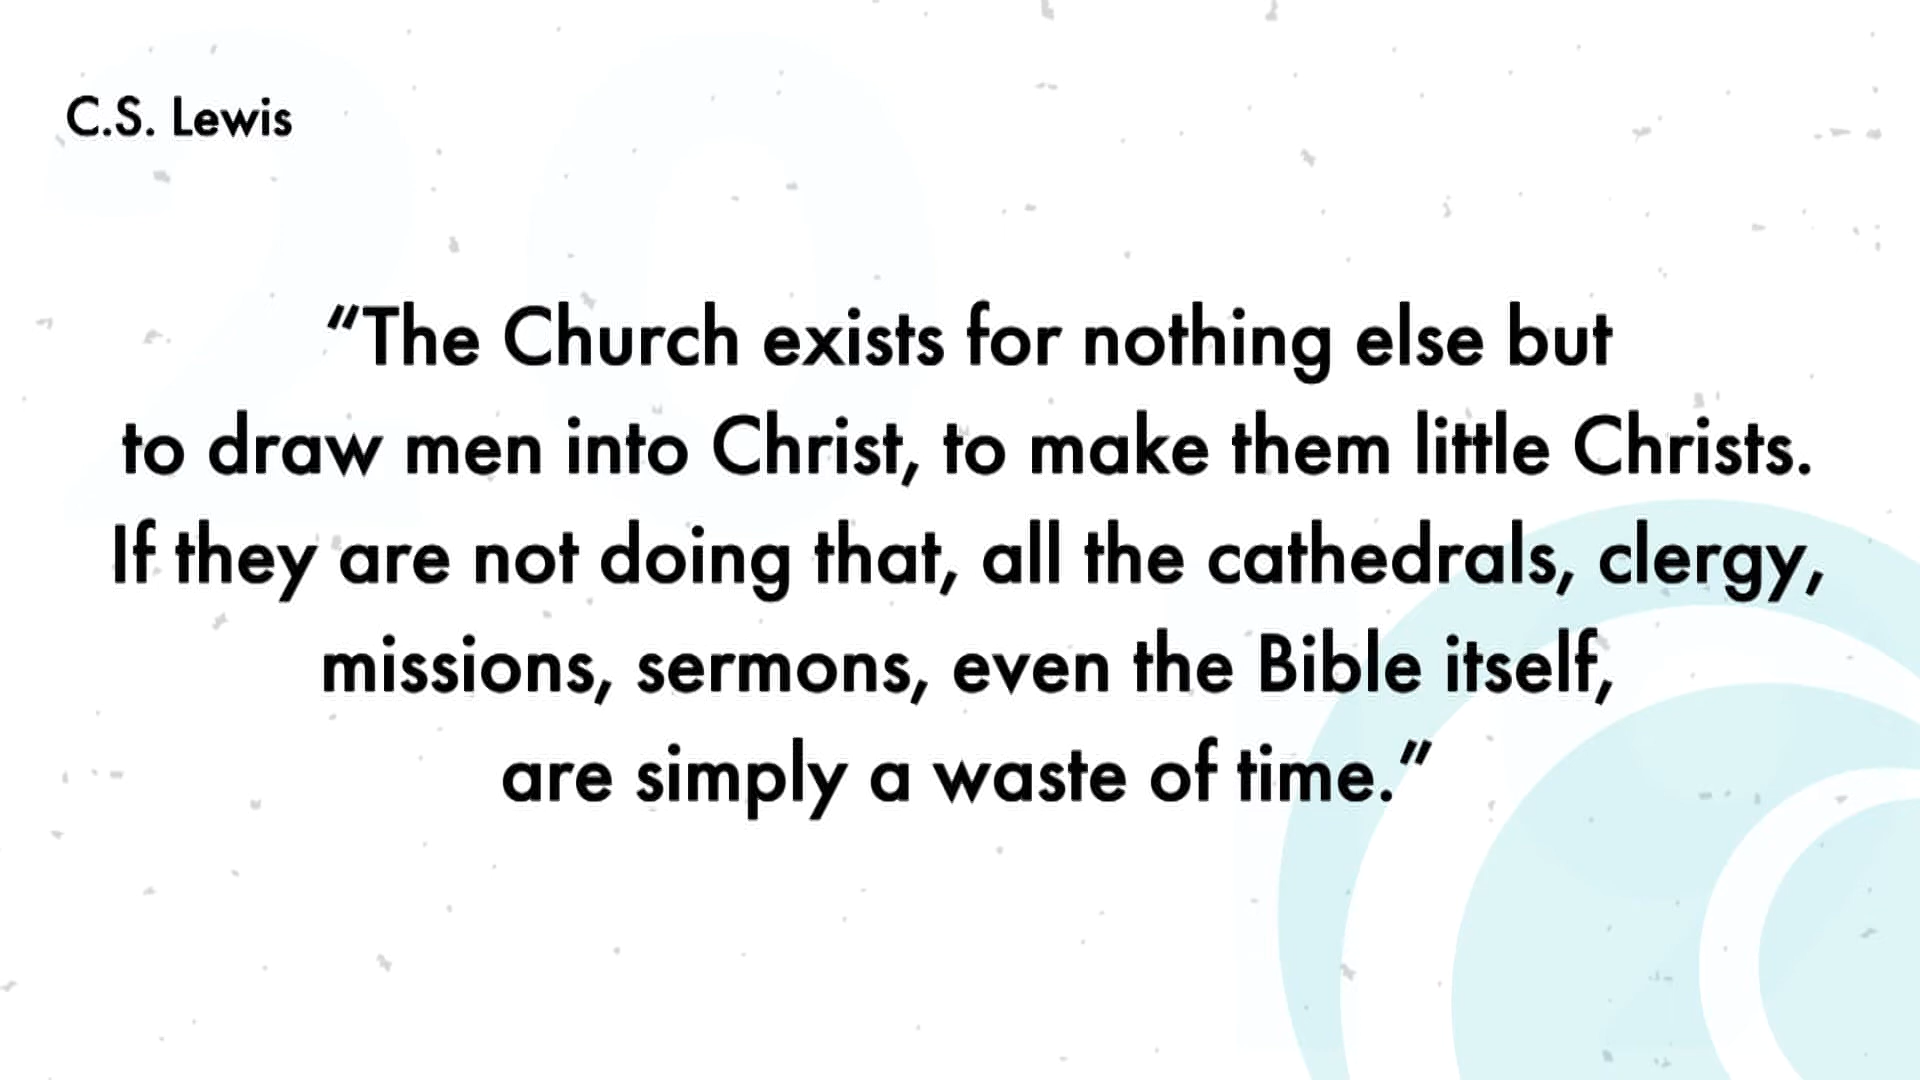 C.S. Lewis
“The Church exists for nothing else but
to draw men into Christ, to make them little Christs.
If they are not doing that, all the cathedrals, clergy,
missions, sermons, even the Bible itself,
are simply a waste of time.”